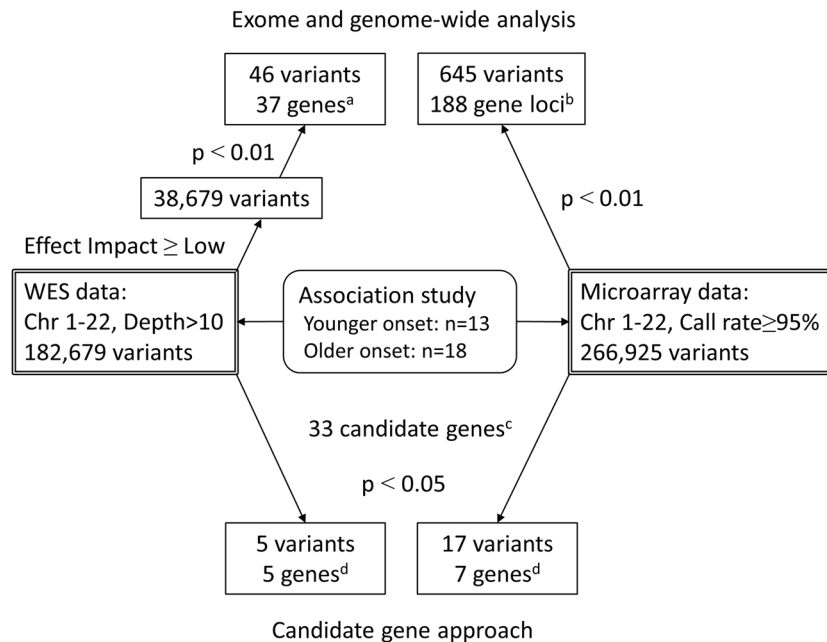 Exome and genome-wide analysis
46 variants
37 genesᵃ
645 variants
188 gene lociᵇ
p < 0.01
38,679 variants
p < 0.01
Effect Impact ≥ Low
WES data:
Chr 1-22, Depth>10
182,679 variants
Association study
Younger onset: n=13
Older onset: n=18
Microarray data:
Chr 1-22, Call rate≥95%
266,925 variants
33 candidate genesᶜ
p < 0.05
5 variants
5 genesᵈ
17 variants
7 genesᵈ
Candidate gene approach